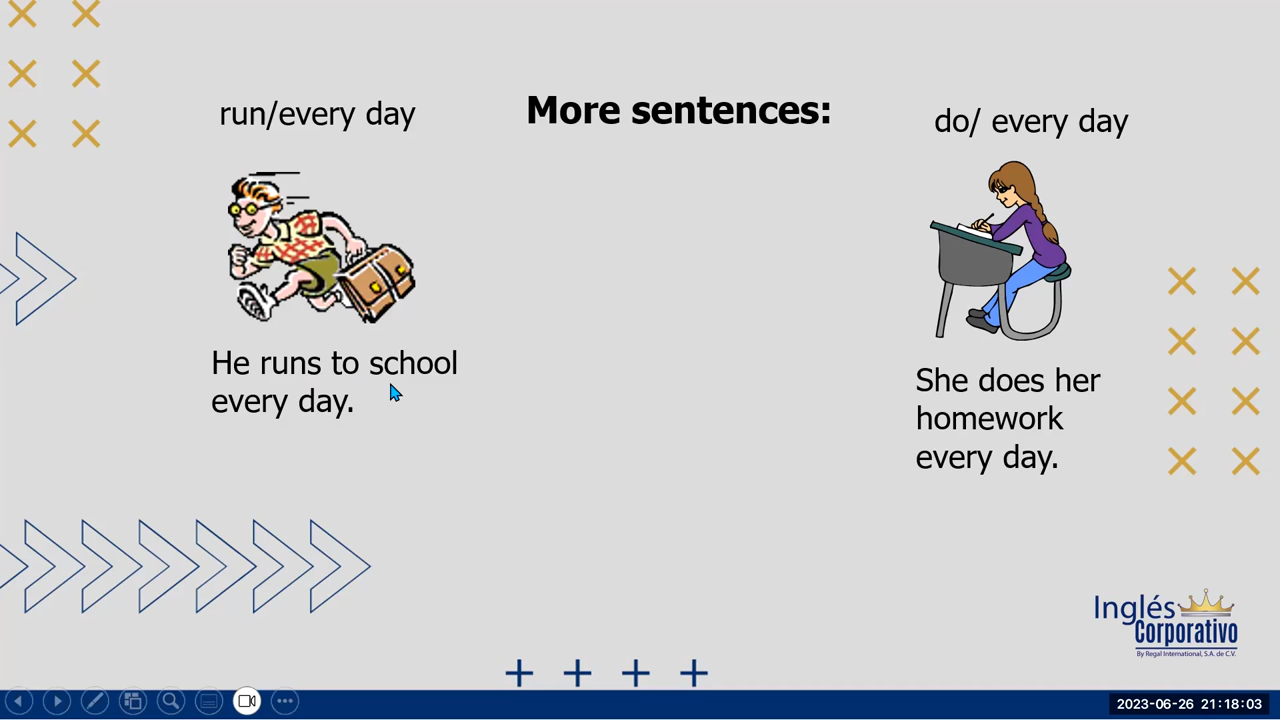 run/every day
More sentences:
do/ every day
He runs to school
every day.
She does her
homework
every day.
Inglés
Corporativo
By Regal International, S.A. de C.V.
2023-06-26 21:18:03